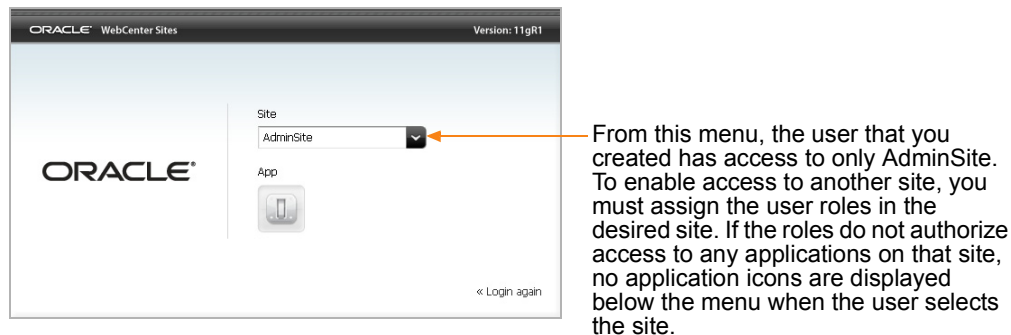 ORACLE® WebCenter Sites Version: 11gR1
Site
AdminSite
ORACLE®
App
« Login again
From this menu, the user that you
created has access to only AdminSite.
To enable access to another site, you
must assign the user roles in the
desired site. If the roles do not authorize
access to any applications on that site,
no application icons are displayed
below the menu when the user selects
the site.